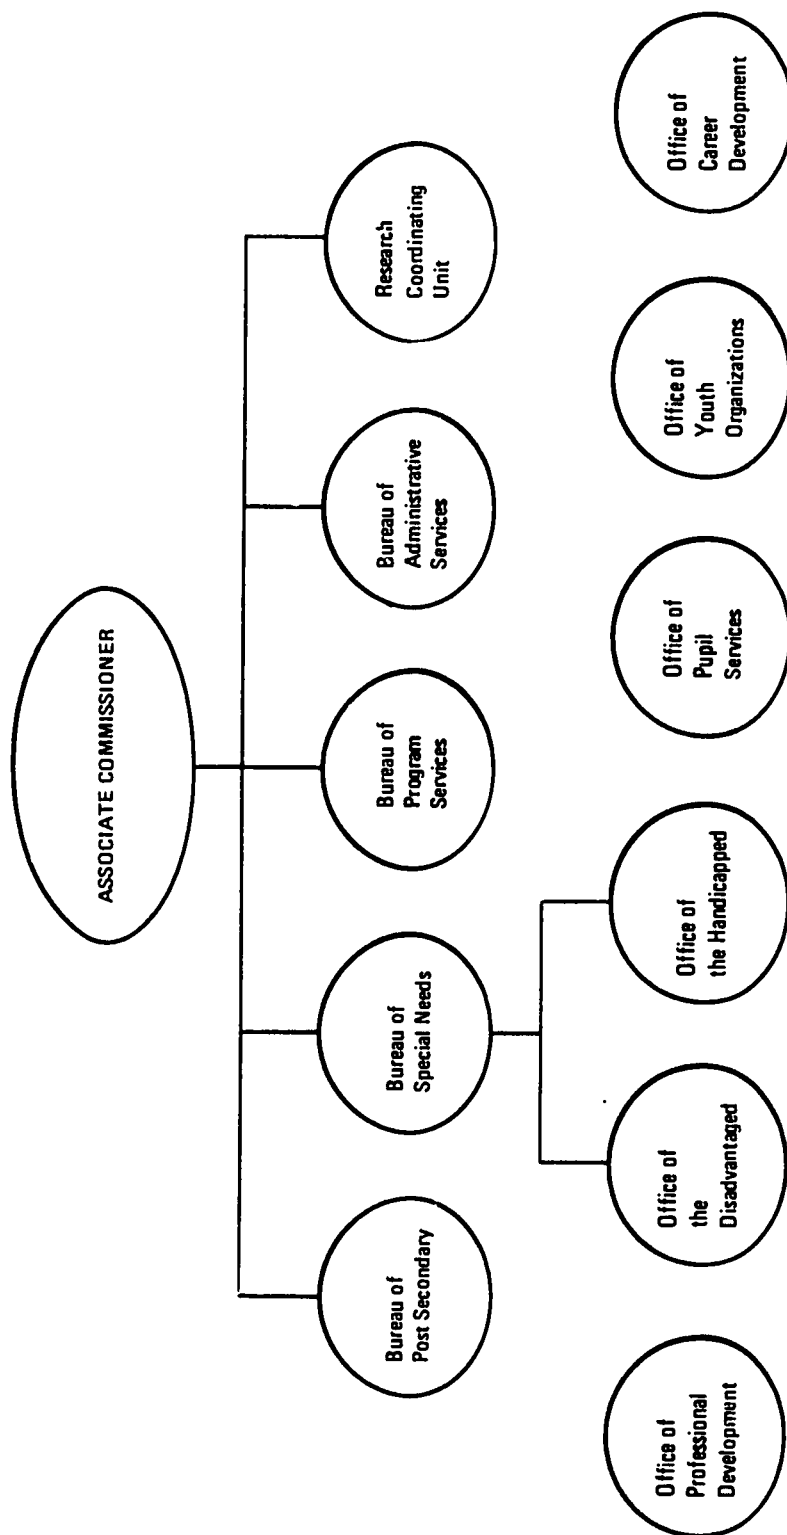 ASSOCIATE COMMISSIONER
Bureau of
Post Secondary
Bureau of
Special Needs
Bureau of
Program
Services
Bureau of
Administrative
Services
Research
Coordinating
Unit
Office of
Professional
Development
Office of
the
Disadvantaged
Office of
the Handicapped
Office of
Pupil
Services
Office of
Youth
Organizations
Office of
Career
Development